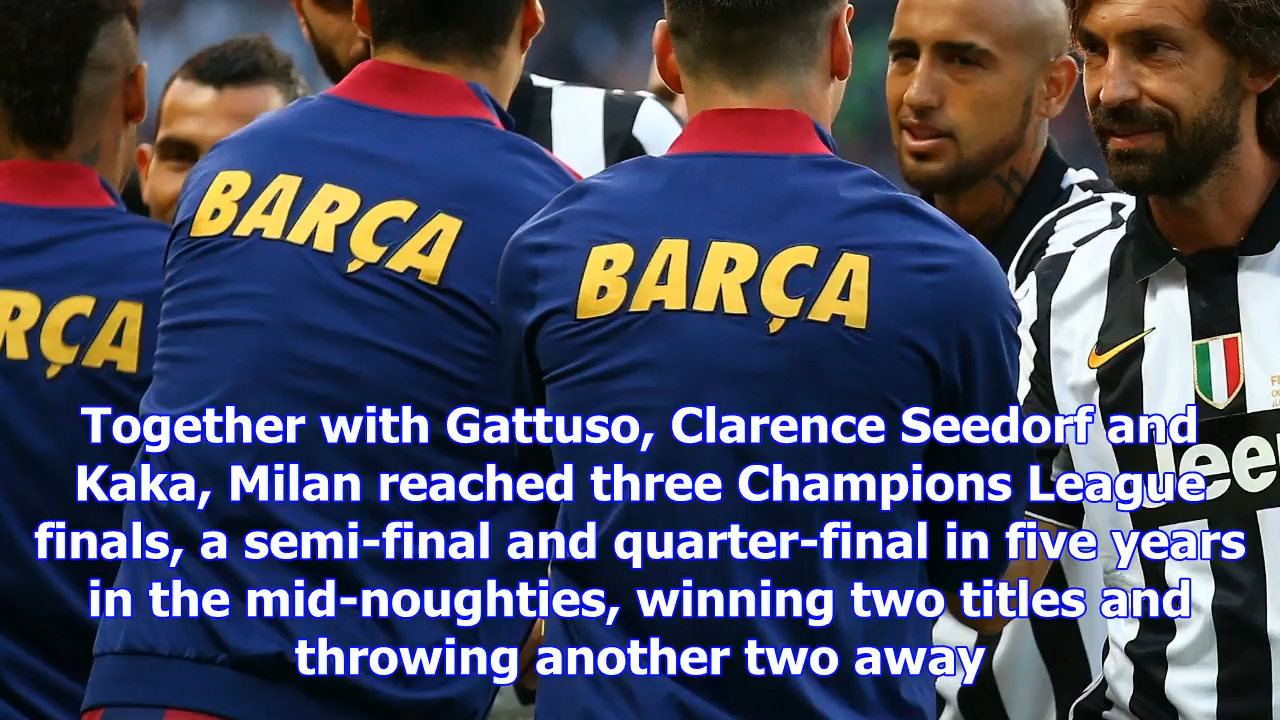 BARÇA
BARÇA
RÇA
Jeep
Together with Gattuso, Clarence Seedorf and
Kaka, Milan reached three Champions League
finals, a semi-final and quarter-final in five years
in the mid-noughties, winning two titles and
throwing another two away